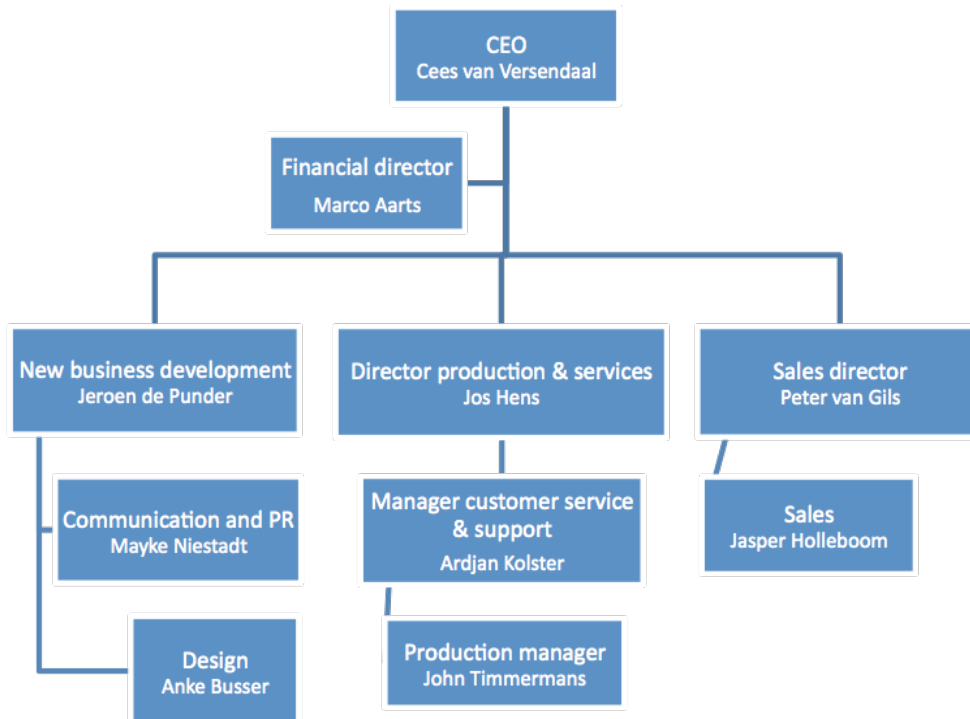 CEO
Cees van Versendaal
Financial director
Marco Aarts
New business development
Jeroen de Punder
Director production & services
Jos Hens
Sales director
Peter van Gils
Communication and PR
Mayke Niestadt
Manager customer service
& support
Ardjan Kolster
Sales
Jasper Holleboom
Design
Anke Busser
Production manager
John Timmermans